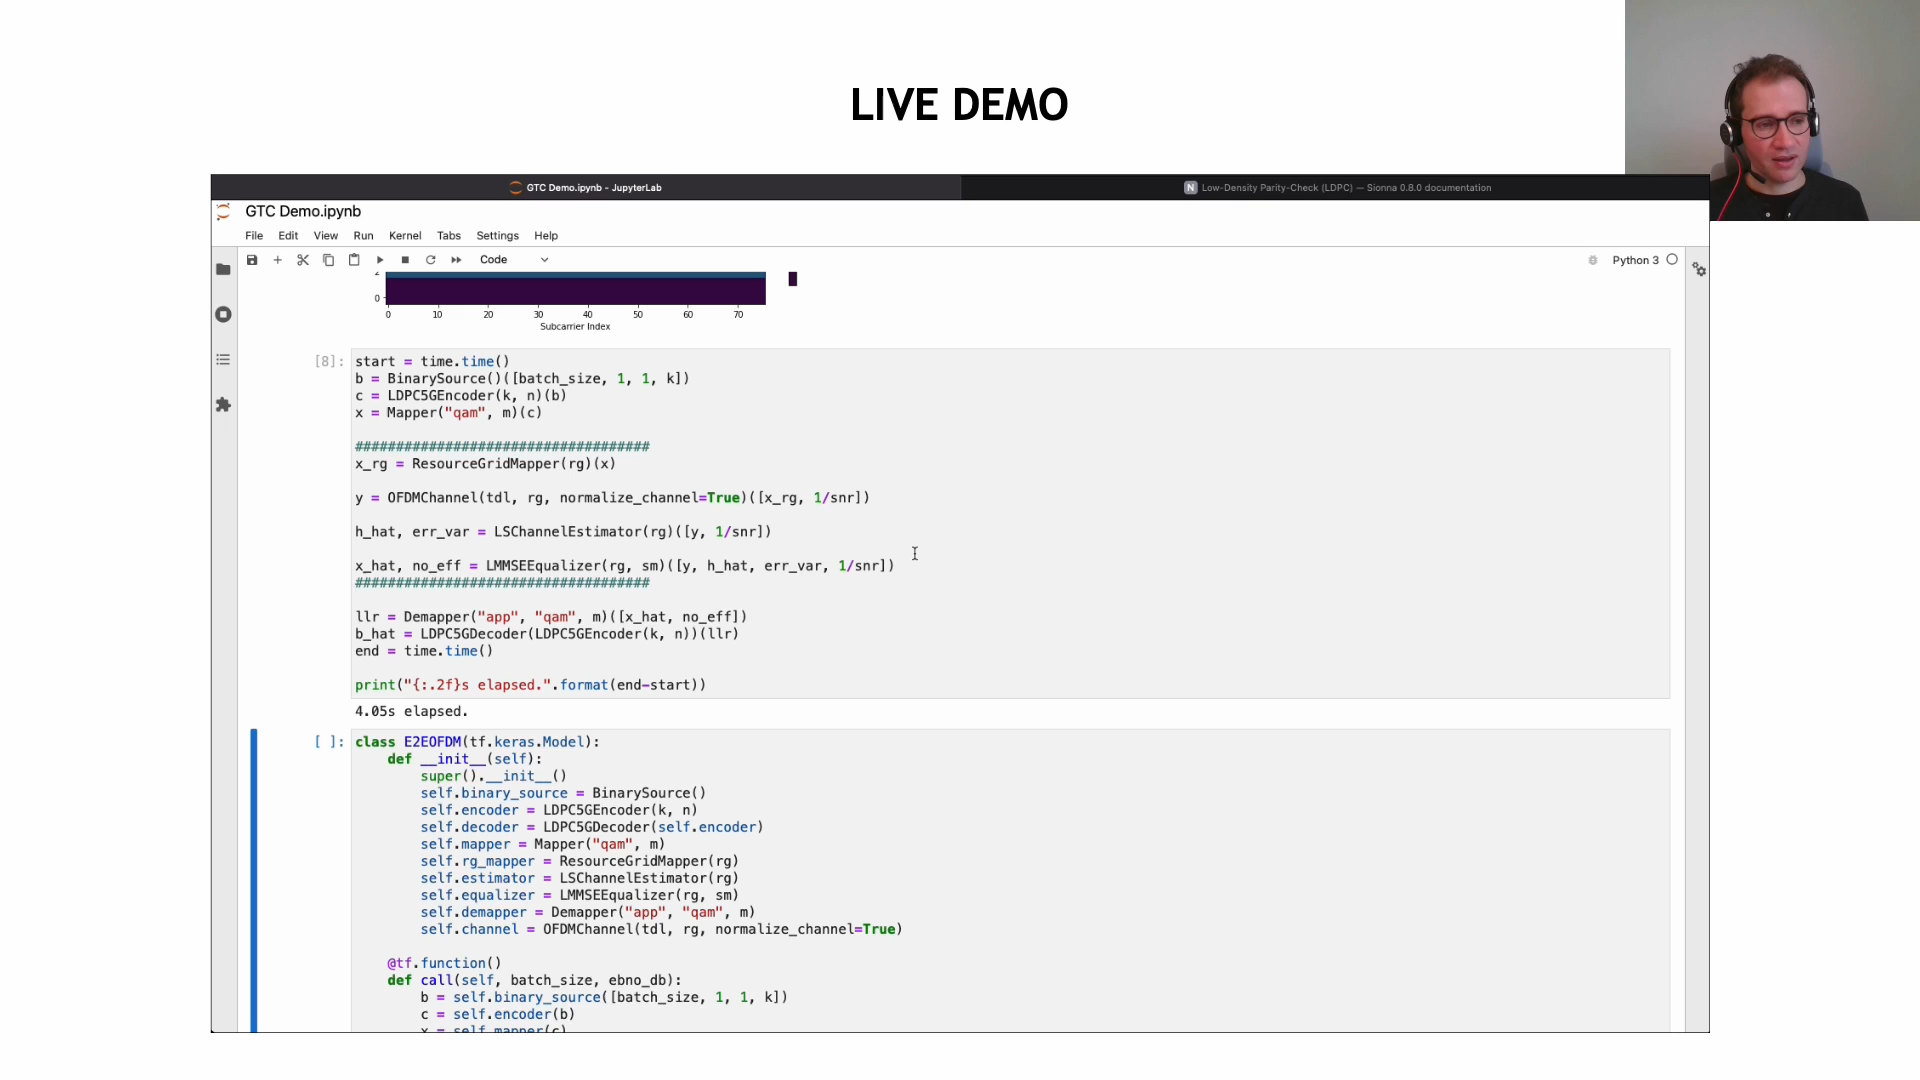 LIVE DEMO
GTC Demo.ipynb - JupyterLab
N Low-Density Parity-Check (LDPC) — Sionna 0.8.0 documentation
GTC Demo.ipynb
File Edit View Run Kernel Tabs Settings Help
Code
Python 3
2
0
0 10 20 30 40 50 60 70
Subcarrier Index
[8]:
start = time.time()
b = BinarySource()([batch_size, 1, 1, k])
c = LDPC5GEncoder(k, n)(b)
x = Mapper("qam", m)(c)
####################################
x_rg = ResourceGridMapper(rg)(x)
y = OFDMChannel(tdl, rg, normalize_channel=True)([x_rg, 1/snr])
h_hat, err_var = LSChannelEstimator(rg)([y, 1/snr])
x_hat, no_eff = LMMSEEqualizer(rg, sm)([y, h_hat, err_var, 1/snr])
####################################
llr = Demapper("app", "qam", m)([x_hat, no_eff])
b_hat = LDPC5GDecoder(LDPC5GEncoder(k, n))(llr)
end = time.time()
print("{:.2f}s elapsed.".format(end-start))
4.05s elapsed.
[ ]:
class E2EOFDM(tf.keras.Model):
def __init__(self):
super().__init__()
self.binary_source = BinarySource()
self.encoder = LDPC5GEncoder(k, n)
self.decoder = LDPC5GDecoder(self.encoder)
self.mapper = Mapper("qam", m)
self.rg_mapper = ResourceGridMapper(rg)
self.estimator = LSChannelEstimator(rg)
self.equalizer = LMMSEEqualizer(rg, sm)
self.demapper = Demapper("app", "qam", m)
self.channel = OFDMChannel(tdl, rg, normalize_channel=True)
@tf.function()
def call(self, batch_size, ebno_db):
b = self.binary_source([batch_size, 1, 1, k])
c = self.encoder(b)
x = self.mapper(c)